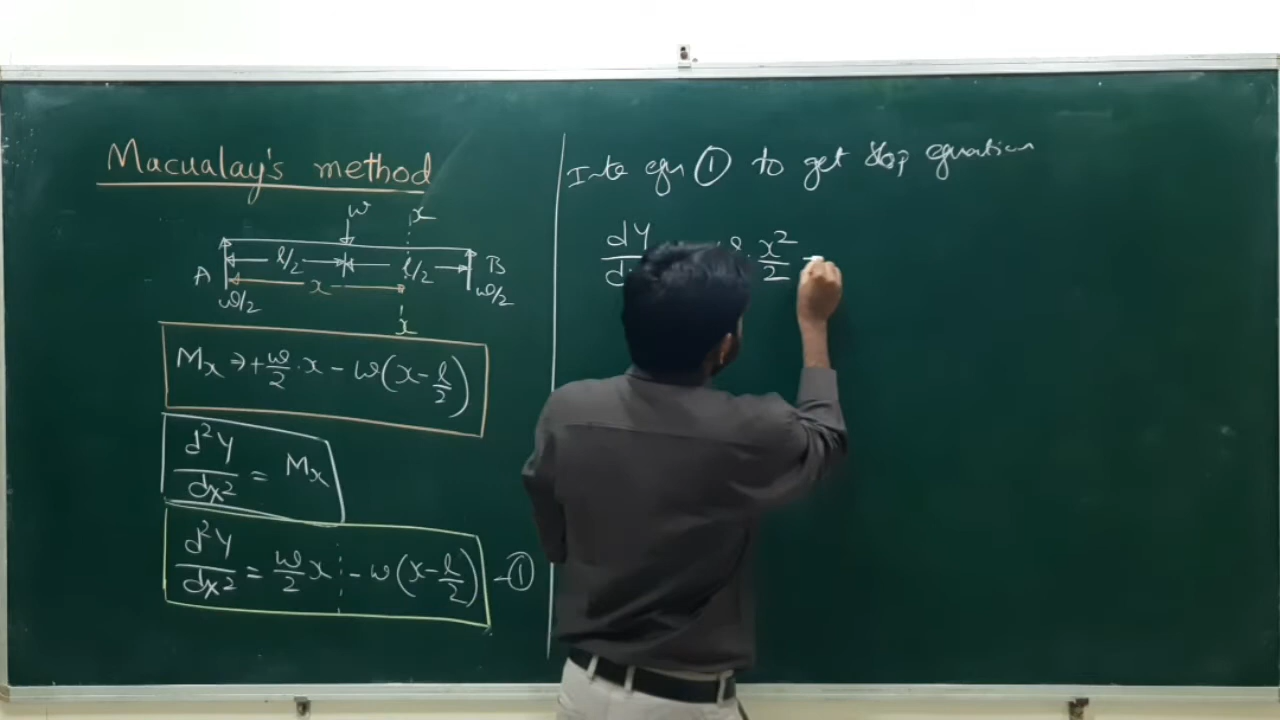 Macualay's method
W
x
l/2
l/2
A
B
x
W/2
W/2
x
Mx → + W/2 · x - W(x - l/2)
d²y/dx² = Mx
d²y/dx² = W/2 x - W(x - l/2) - ①
Inte eqn ① to get slop equation
dy
d
x²/2 -